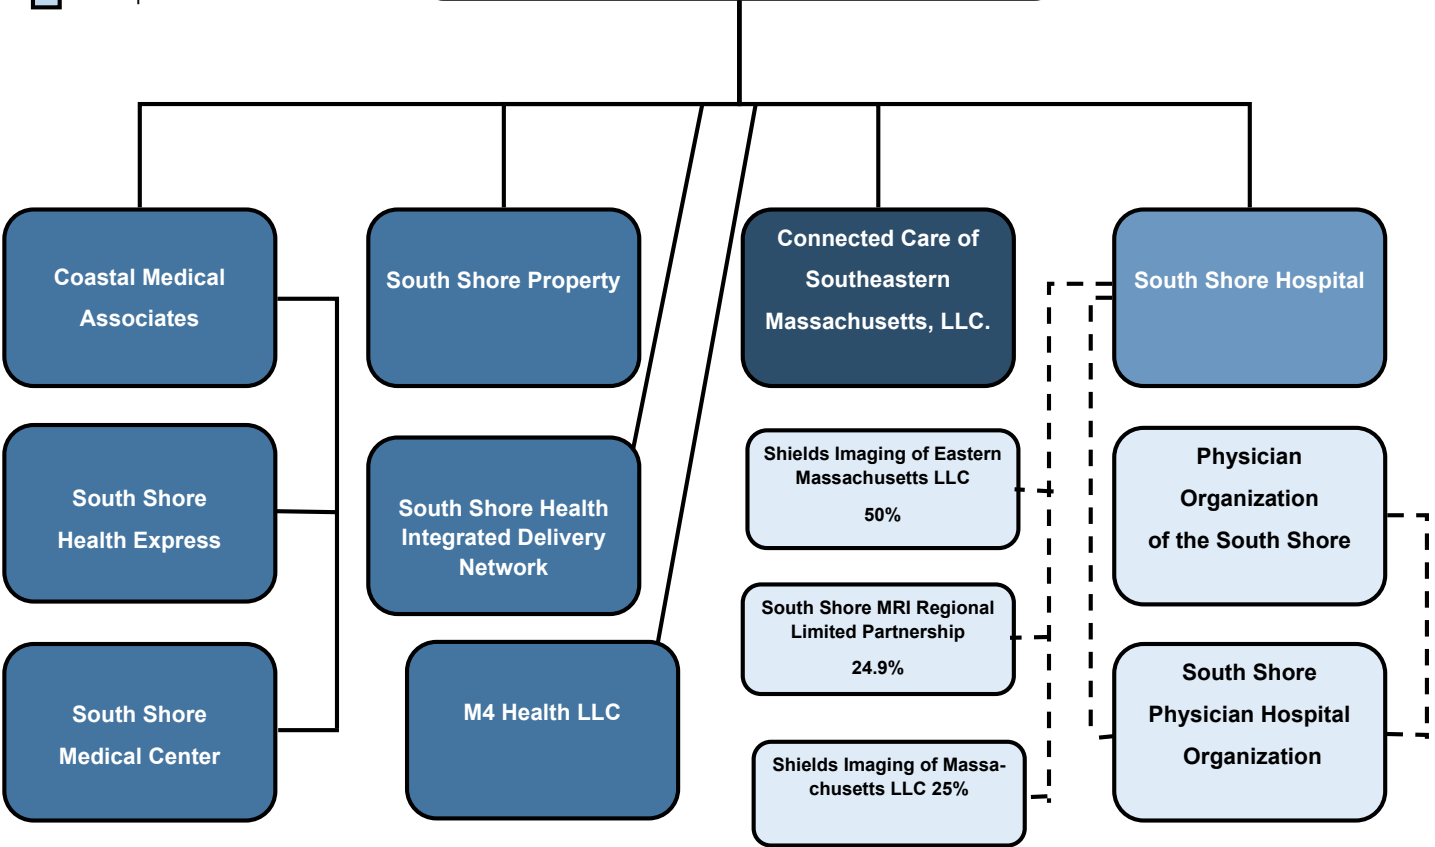 Coastal Medical
Associates
South Shore Property
Connected Care of
Southeastern
Massachusetts, LLC.
South Shore Hospital
South Shore
Health Express
South Shore Health
Integrated Delivery
Network
Shields Imaging of Eastern
Massachusetts LLC
50%
Physician
Organization
of the South Shore
South Shore
Medical Center
M4 Health LLC
South Shore MRI Regional
Limited Partnership
24.9%
Shields Imaging of Massa-
chusetts LLC 25%
South Shore
Physician Hospital
Organization